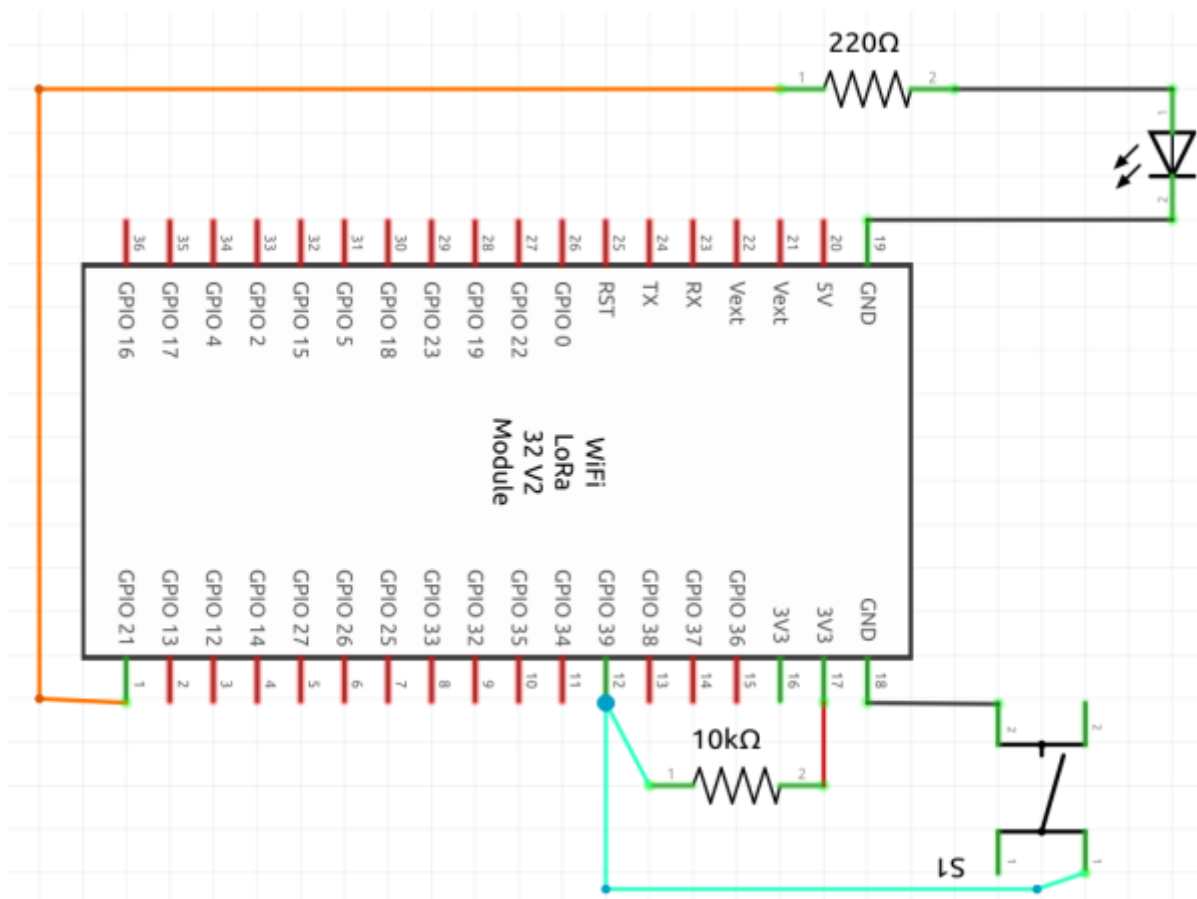 220Ω
1
2
1
2
36
35
34
33
32
31
30
29
28
27
26
25
24
23
22
21
20
19
GPIO 16
GPIO 17
GPIO 4
GPIO 2
GPIO 15
GPIO 5
GPIO 18
GPIO 23
GPIO 19
GPIO 22
GPIO 0
RST
TX
RX
Vext
Vext
5V
GND
WiFi
LoRa
32 V2
Module
GPIO 21
GPIO 13
GPIO 12
GPIO 14
GPIO 27
GPIO 26
GPIO 25
GPIO 33
GPIO 32
GPIO 35
GPIO 34
GPIO 39
GPIO 38
GPIO 37
GPIO 36
3V3
3V3
GND
1
2
3
4
5
6
7
8
9
10
11
12
13
14
15
16
17
18
10kΩ
1
2
2
2
S1
1
1